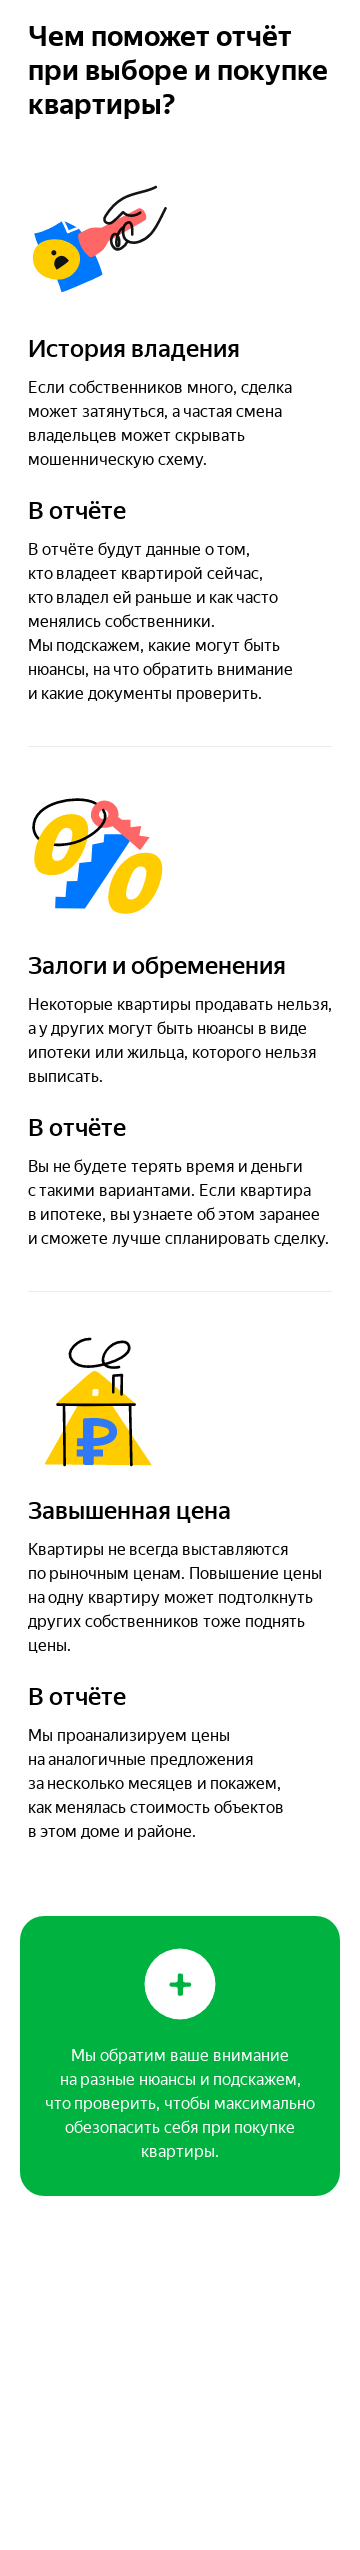 Чем поможет отчёт
при выборе и покупке
квартиры?
История владения
Если собственников много, сделка
может затянуться, а частая смена
владельцев может скрывать
мошенническую схему.
В отчёте
В отчёте будут данные о том,
кто владеет квартирой сейчас,
кто владел ей раньше и как часто
менялись собственники.
Мы подскажем, какие могут быть
нюансы, на что обратить внимание
и какие документы проверить.
Залоги и обременения
Некоторые квартиры продавать нельзя,
а у других могут быть нюансы в виде
ипотеки или жильца, которого нельзя
выписать.
В отчёте
Вы не будете терять время и деньги
с такими вариантами. Если квартира
в ипотеке, вы узнаете об этом заранее
и сможете лучше спланировать сделку.
₽
Завышенная цена
Квартиры не всегда выставляются
по рыночным ценам. Повышение цены
на одну квартиру может подтолкнуть
других собственников тоже поднять
цены.
В отчёте
Мы проанализируем цены
на аналогичные предложения
за несколько месяцев и покажем,
как менялась стоимость объектов
в этом доме и районе.
Мы обратим ваше внимание
на разные нюансы и подскажем,
что проверить, чтобы максимально
обезопасить себя при покупке
квартиры.